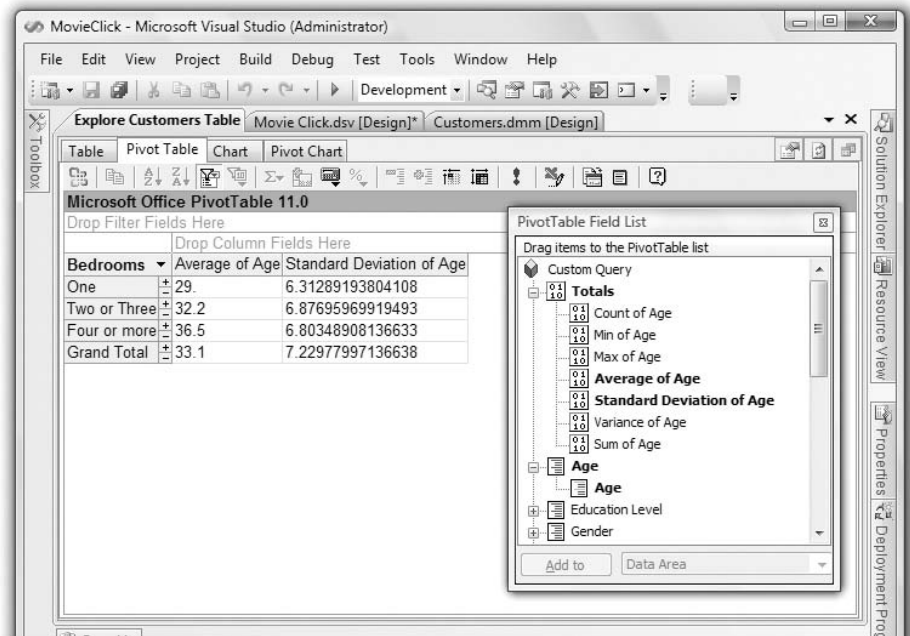 MovieClick - Microsoft Visual Studio (Administrator)
File Edit View Project Build Debug Test Tools Window Help
Development
Explore Customers Table Movie Click.dsv [Design]* Customers.dmm [Design]
Toolbox
Table Pivot Table Chart Pivot Chart
Microsoft Office PivotTable 11.0
Drop Filter Fields Here
Drop Column Fields Here
Bedrooms Average of Age Standard Deviation of Age
One 29. 6.31289193804108
Two or Three 32.2 6.87695969919493
Four or more 36.5 6.80348908136633
Grand Total 33.1 7.22977997136638
PivotTable Field List
Drag items to the PivotTable list
Custom Query
Totals
Count of Age
Min of Age
Max of Age
Average of Age
Standard Deviation of Age
Variance of Age
Sum of Age
Age
Age
Education Level
Gender
Add to Data Area
Solution Explorer
Resource View
Properties
Deployment Prog